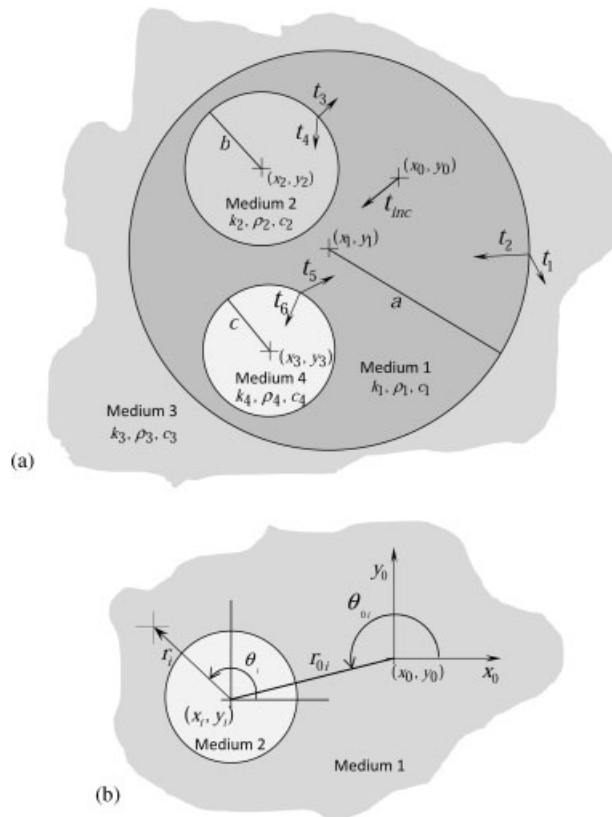 t₃
t₄
b
(x₂, y₂)
Medium 2
k₂, ρ₂, c₂
(x₀, y₀)
t_inc
(x₁, y₁)
t₂
t₁
a
t₅
t₆
c
(x₃, y₃)
Medium 4
k₄, ρ₄, c₄
Medium 1
k₁, ρ₁, c₁
Medium 3
k₃, ρ₃, c₃
(a)
y₀
θ₀ᵢ
rᵢ
θᵢ
r₀ᵢ
(x₀, y₀)
x₀
(xᵢ, yᵢ)
Medium 2
Medium 1
(b)